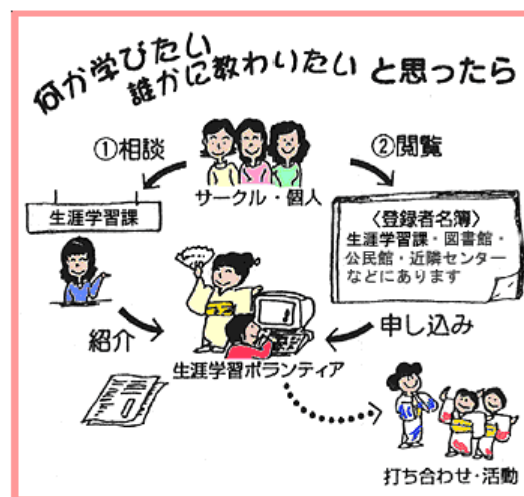 何か学びたい
誰かに教わりたい
と思ったら
①相談
②閲覧
サークル・個人
生涯学習課
〈登録者名簿〉
生涯学習課・図書館・
公民館・近隣センター
などにあります
紹介
申し込み
生涯学習ボランティア
打ち合わせ・活動